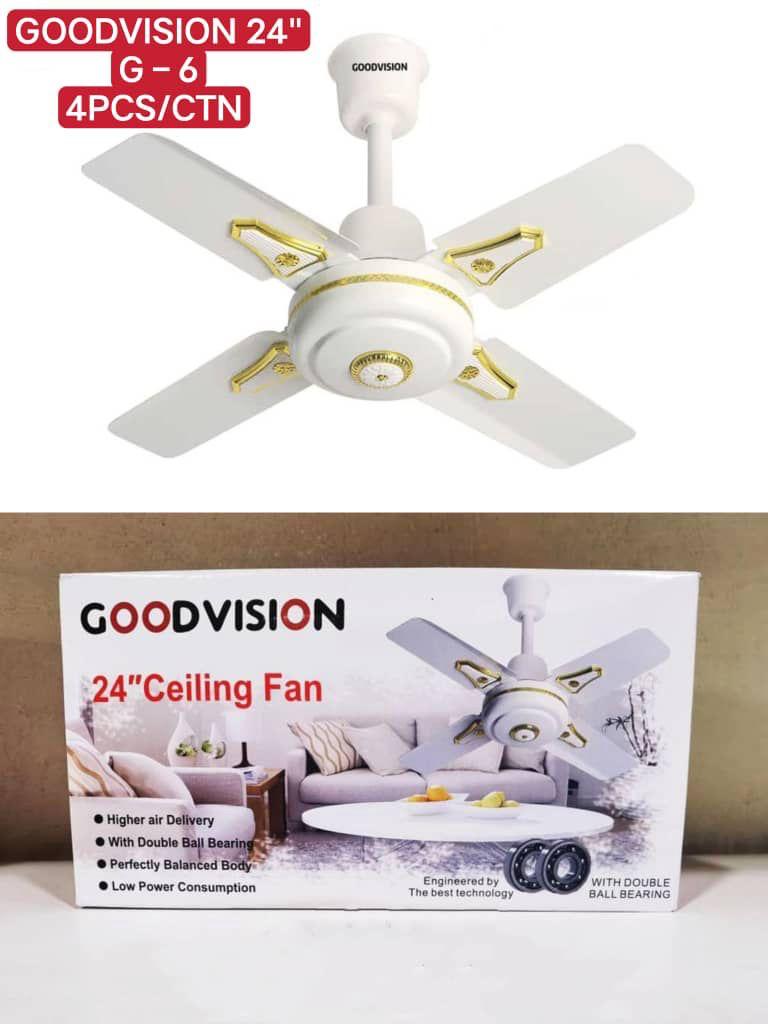 GOODVISION 24"
G – 6
4PCS/CTN
GOODVISION
GOODVISION
24"Ceiling Fan
Higher air Delivery
With Double Ball Bearing
Perfectly Balanced Body
Low Power Consumption
Engineered by
The best technology
WITH DOUBLE
BALL BEARING